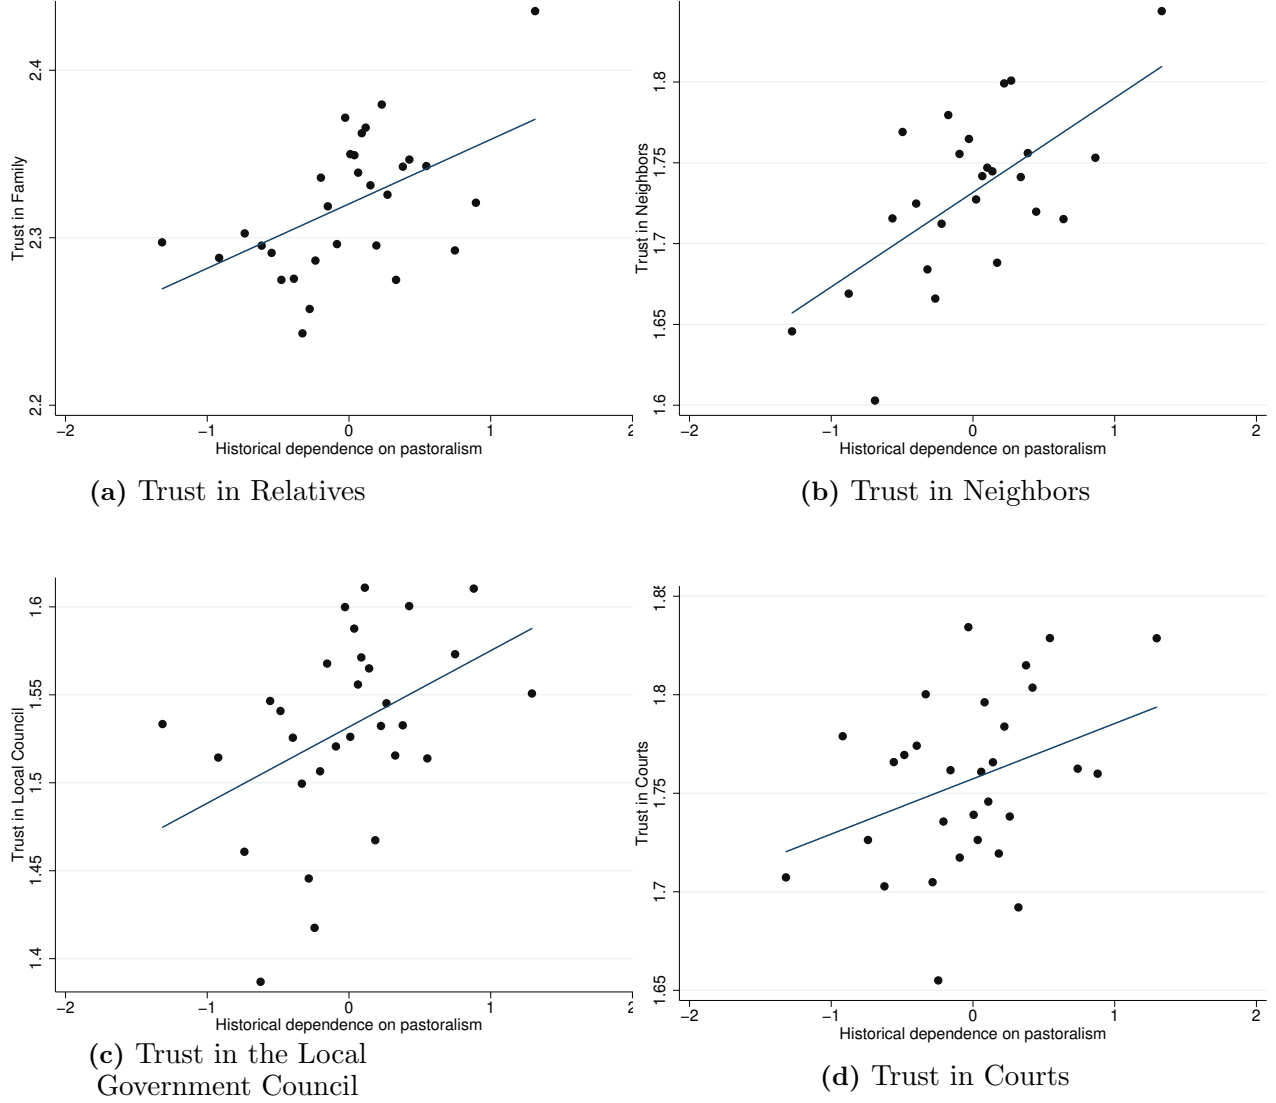 2.4
2.3
2.2
Trust in Family
−2 −1 0 1 2
Historical dependence on pastoralism
(a) Trust in Relatives
1.8
1.75
1.7
1.65
1.6
Trust in Neighbors
−2 −1 0 1 2
Historical dependence on pastoralism
(b) Trust in Neighbors
1.6
1.55
1.5
1.45
1.4
Trust in Local Council
−2 −1 0 1 2
Historical dependence on pastoralism
(c) Trust in the Local
Government Council
1.8
1.75
1.7
1.65
Trust in Courts
−2 −1 0 1 2
Historical dependence on pastoralism
(d) Trust in Courts